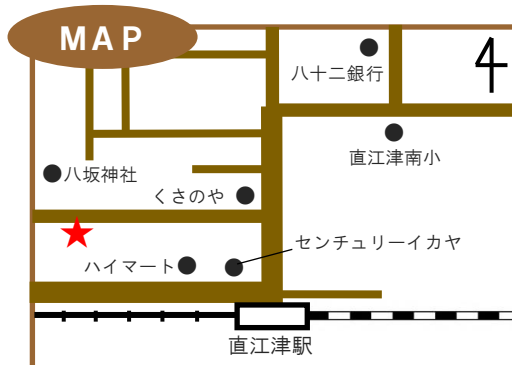 MAP
八十二銀行
直江津南小
八坂神社
くさのや
センチュリーイカヤ
ハイマート
直江津駅